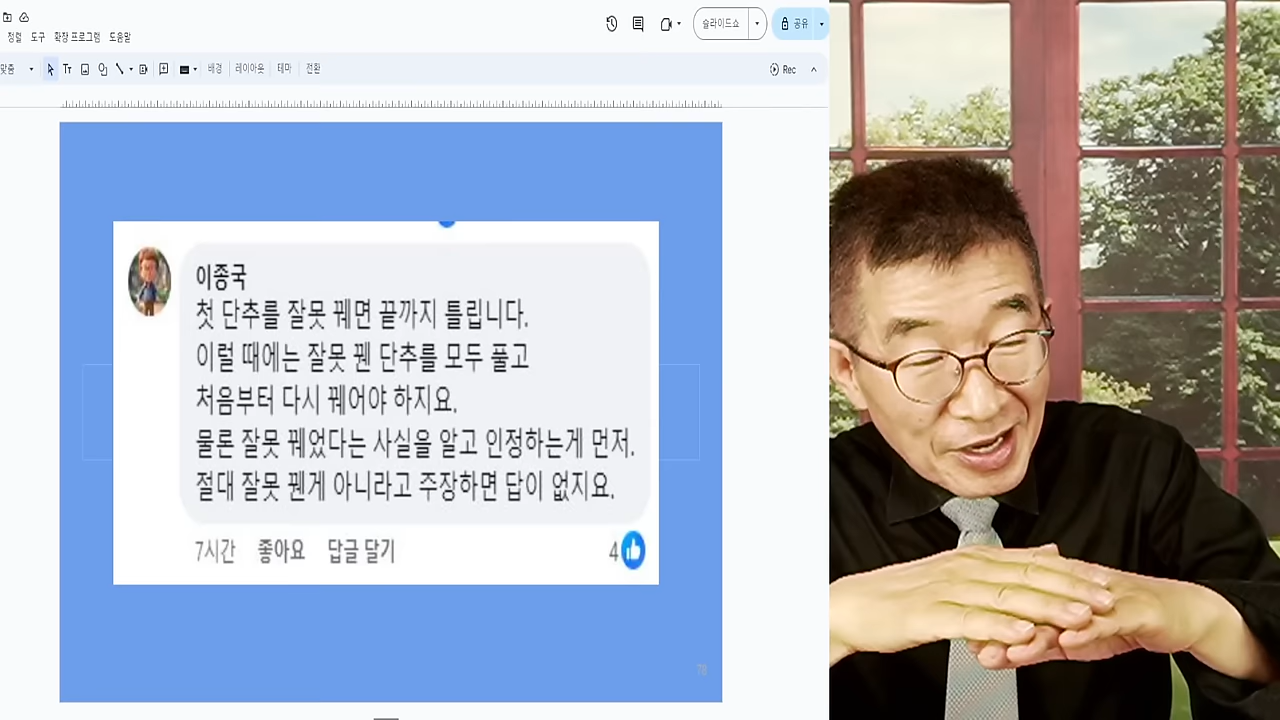 정렬 도구 확장 프로그램 도움말
슬라이드쇼
공유
맞춤
배경 레이아웃 테마 전환
Rec
이종국
첫 단추를 잘못 꿰면 끝까지 틀립니다.
이럴 때에는 잘못 꿴 단추를 모두 풀고
처음부터 다시 꿰어야 하지요.
물론 잘못 꿰었다는 사실을 알고 인정하는게 먼저.
절대 잘못 꿴게 아니라고 주장하면 답이 없지요.
7시간 좋아요 답글 달기
4
78